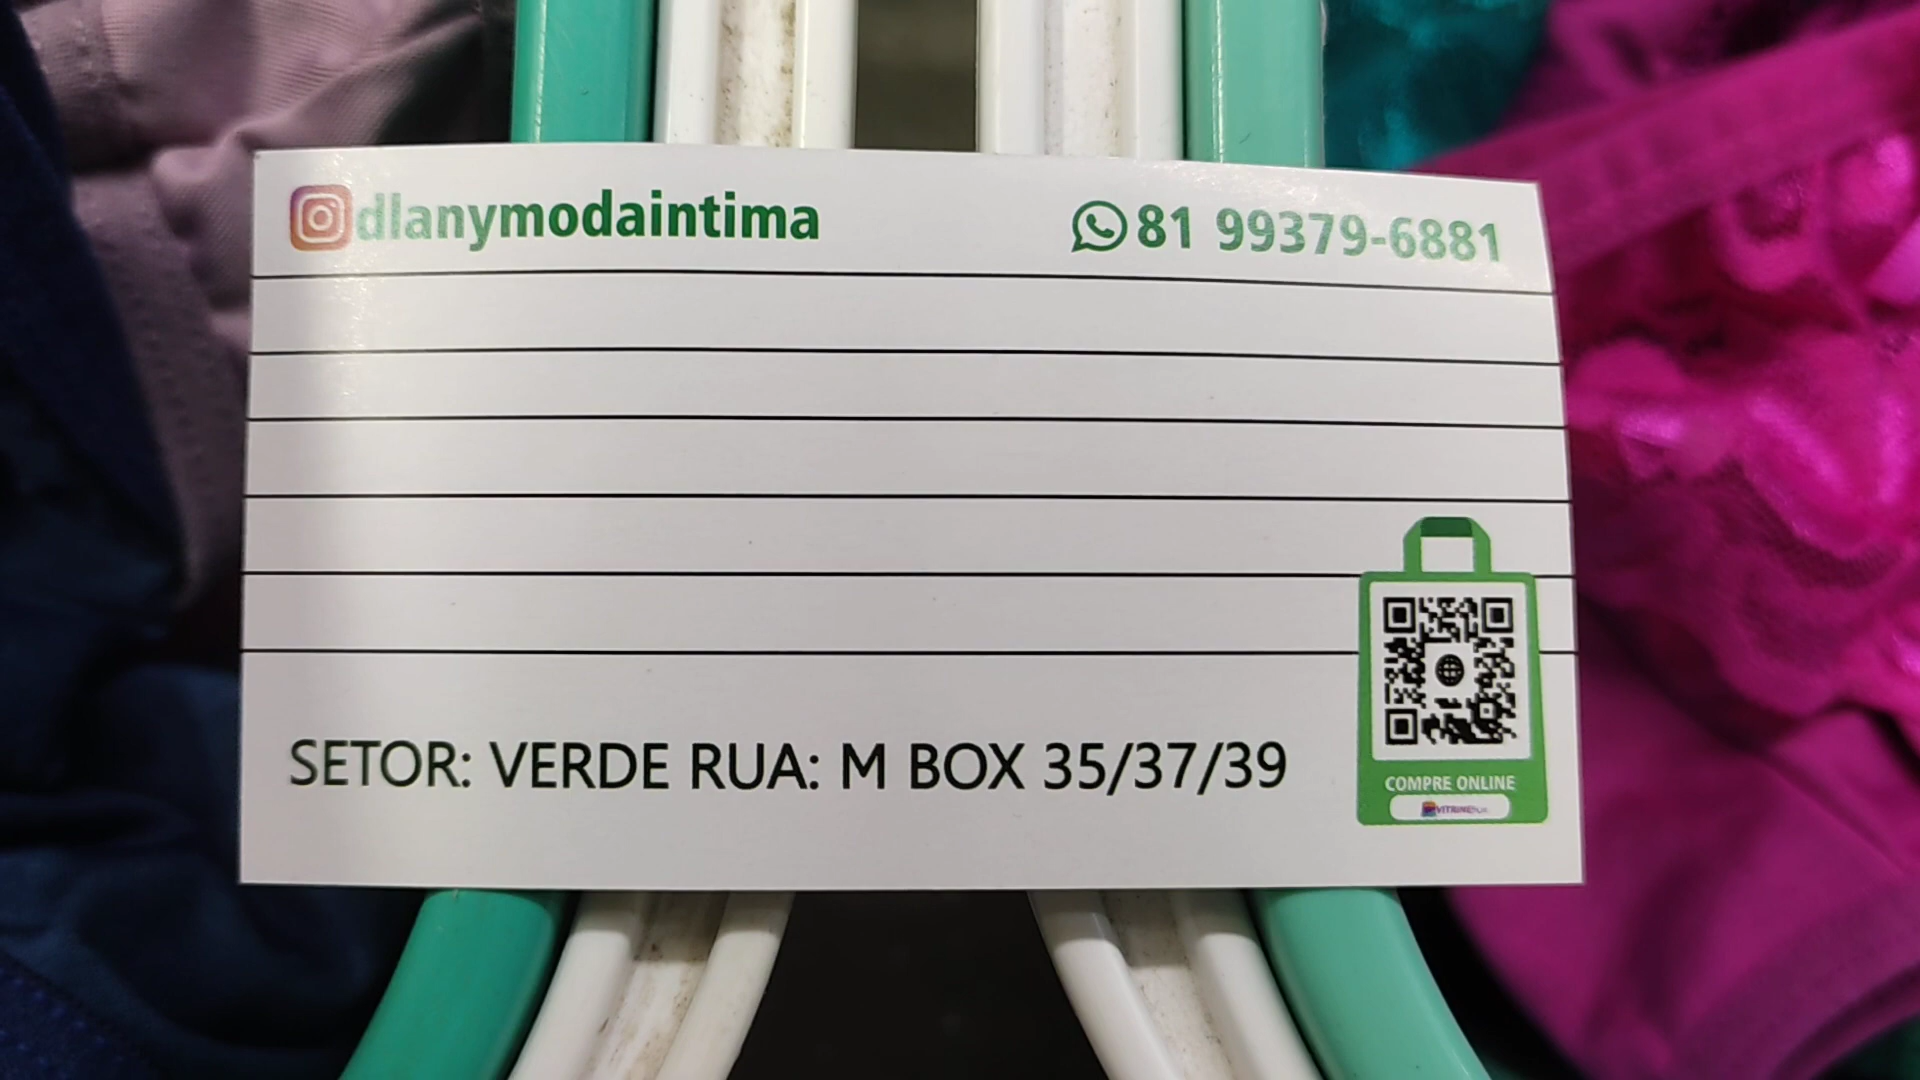 dlanymodaintima
81 99379-6881
SETOR: VERDE RUA: M BOX 35/37/39
COMPRE ONLINE